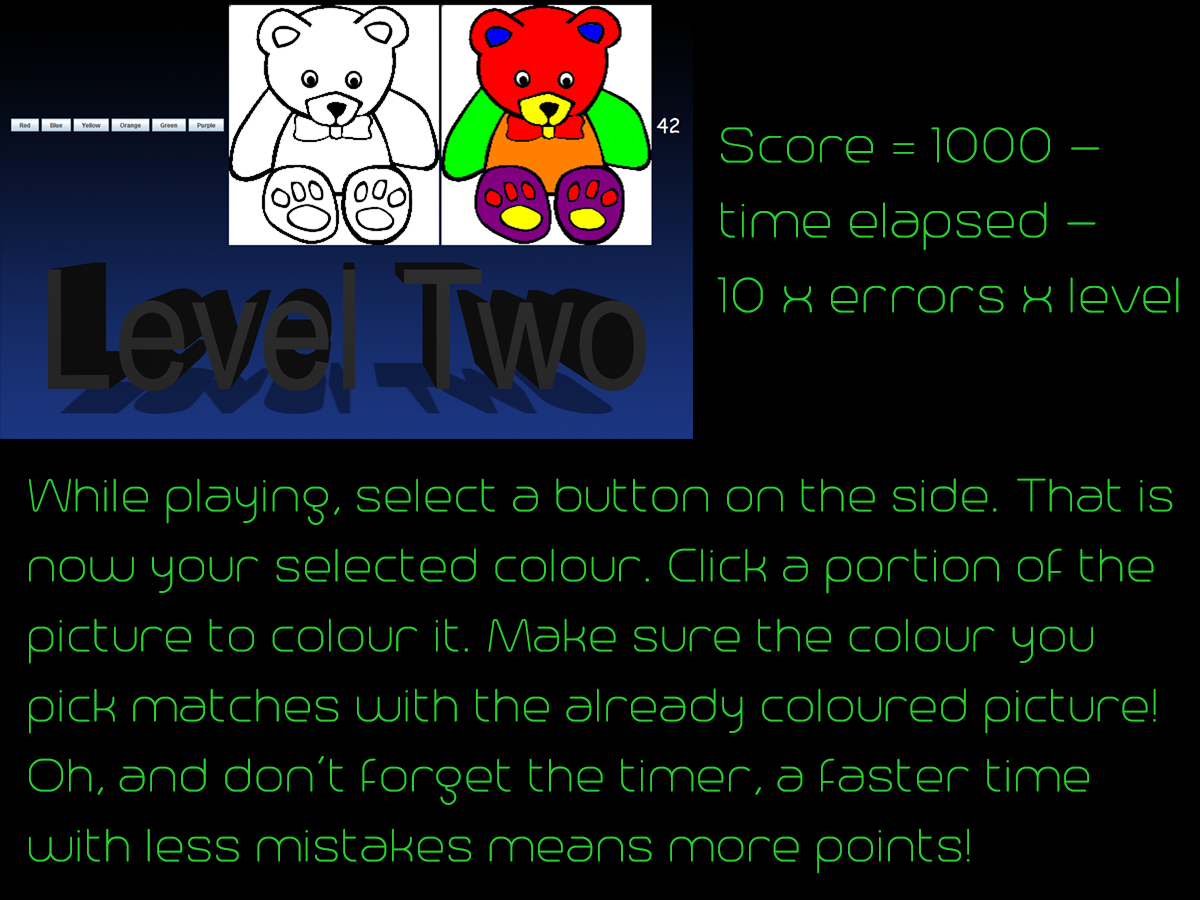 Red Blue Yellow Orange Green Purple
42
Level Two
Score = 1000 –
time elapsed –
10 x errors x level
While playing, select a button on the side. That is
now your selected colour. Click a portion of the
picture to colour it. Make sure the colour you
pick matches with the already coloured picture!
Oh, and don't forget the timer, a faster time
with less mistakes means more points!